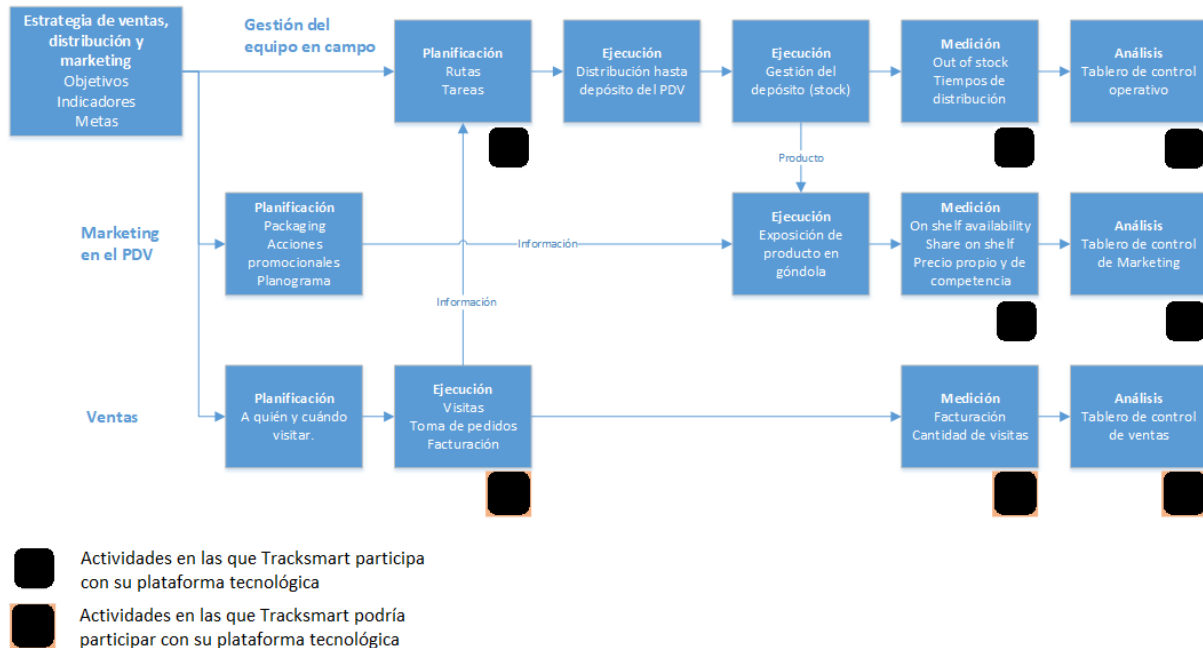 Estrategia de ventas,
distribución y
marketing
Objetivos
Indicadores
Metas
Gestión del
equipo en campo
Planificación
Rutas
Tareas
Ejecución
Distribución hasta
depósito del PDV
Ejecución
Gestión del
depósito (stock)
Medición
Out of stock
Tiempos de
distribución
Análisis
Tablero de control
operativo
Producto
Marketing
en el PDV
Planificación
Packaging
Acciones
promocionales
Planograma
Información
Ejecución
Exposición de
producto en
góndola
Medición
On shelf availability
Share on shelf
Precio propio y de
competencia
Análisis
Tablero de control
de Marketing
Información
Ventas
Planificación
A quién y cuándo
visitar.
Ejecución
Visitas
Toma de pedidos
Facturación
Medición
Facturación
Cantidad de visitas
Análisis
Tablero de control
de ventas
Actividades en las que Tracksmart participa
con su plataforma tecnológica
Actividades en las que Tracksmart podría
participar con su plataforma tecnológica